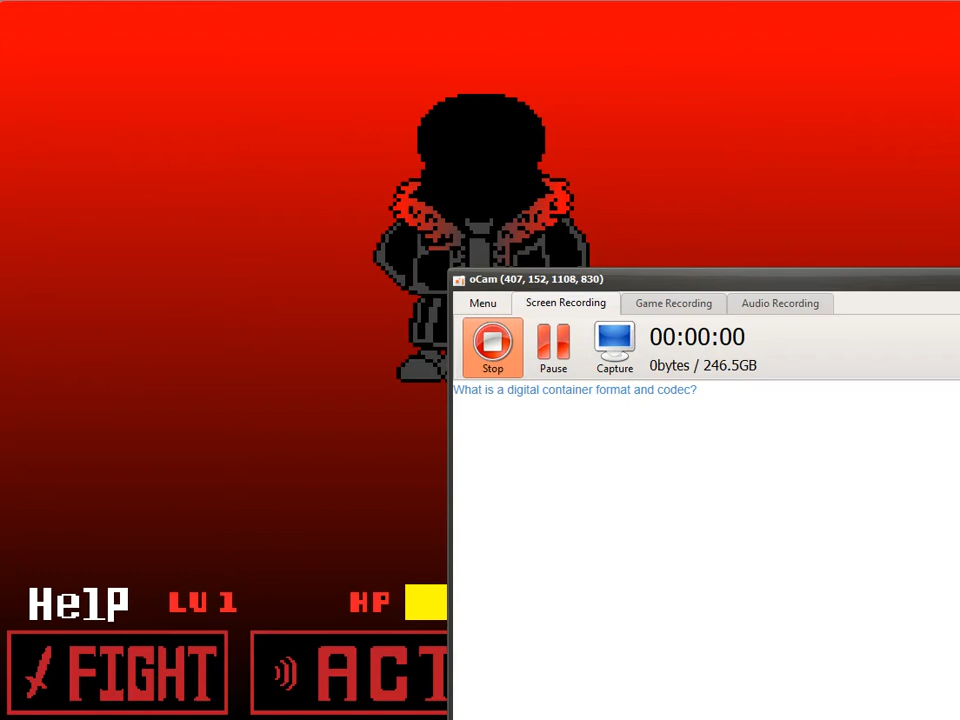 oCam (407, 152, 1108, 830)
Menu Screen Recording Game Recording Audio Recording
00:00:00
Stop Pause Capture 0bytes / 246.5GB
What is a digital container format and codec?
Help LV 1 HP
FIGHT ACT